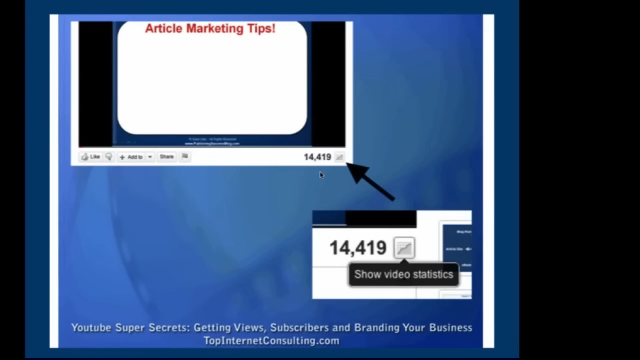 Article Marketing Tips!
Like
Add to
Share
14,419
14,419
Show video statistics
Youtube Super Secrets: Getting Views, Subscribers and Branding Your Business
TopInternetConsulting.com